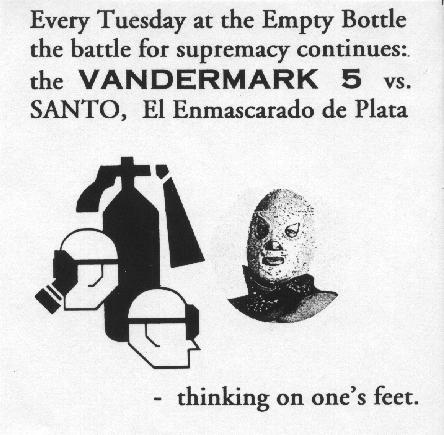 Every Tuesday at the Empty Bottle
the battle for supremacy continues:
the VANDERMARK 5 vs.
SANTO, El Enmascarado de Plata
- thinking on one's feet.